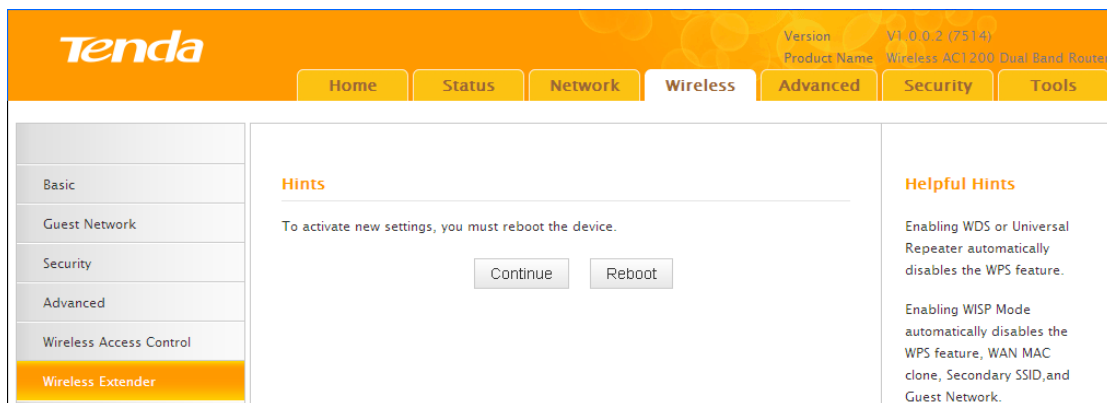 Tenda
Version V1.0.0.2 (7514)
Product Name Wireless AC1200 Dual Band Router
Home Status Network Wireless Advanced Security Tools
Basic
Guest Network
Security
Advanced
Wireless Access Control
Wireless Extender
Hints
To activate new settings, you must reboot the device.
Continue Reboot
Helpful Hints
Enabling WDS or Universal
Repeater automatically
disables the WPS feature.
Enabling WISP Mode
automatically disables the
WPS feature, WAN MAC
clone, Secondary SSID,and
Guest Network.